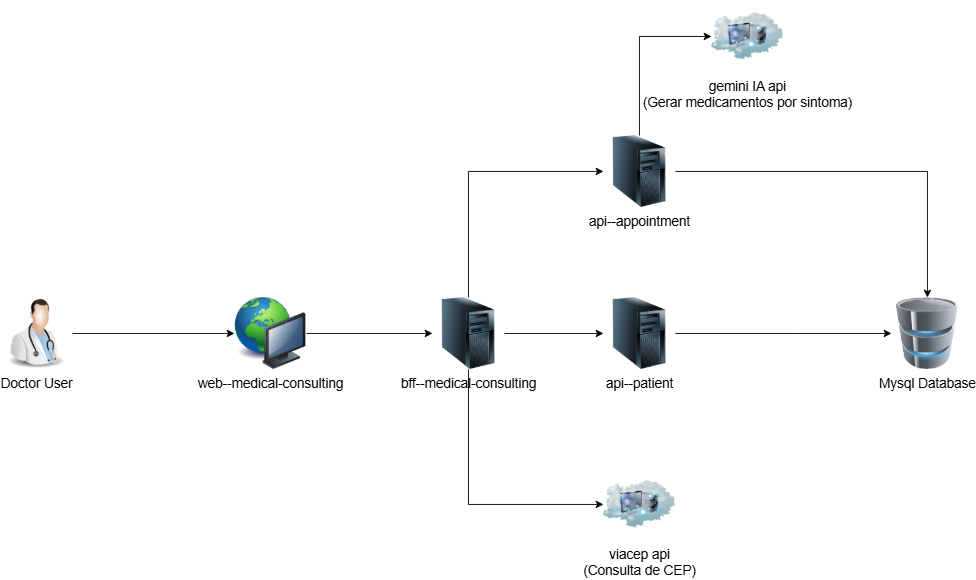 gemini IA api
(Gerar medicamentos por sintoma)
api--appointment
Doctor User
web--medical-consulting
bff--medical-consulting
api--patient
Mysql Database
viacep api
(Consulta de CEP)